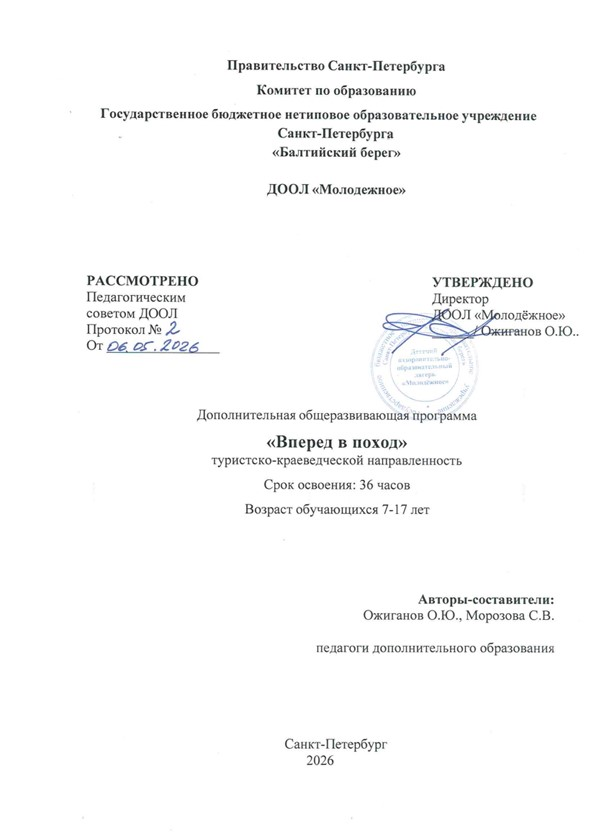 Правительство Санкт-Петербурга
Комитет по образованию
Государственное бюджетное нетиповое образовательное учреждение
Санкт-Петербурга
«Балтийский берег»
ДООЛ «Молодежное»
РАССМОТРЕНО
Педагогическим
советом ДООЛ
Протокол № 2
От 06.05.2026
УТВЕРЖДЕНО
Директор
ДООЛ «Молодёжное»
/ Ожиганов О.Ю..
Детский
оздоровительно-
образовательный
лагерь
«Молодёжное»
Дополнительная общеразвивающая программа
«Вперед в поход»
туристско-краеведческой направленность
Срок освоения: 36 часов
Возраст обучающихся 7-17 лет
Авторы-составители:
Ожиганов О.Ю., Морозова С.В.
педагоги дополнительного образования
Санкт-Петербург
2026